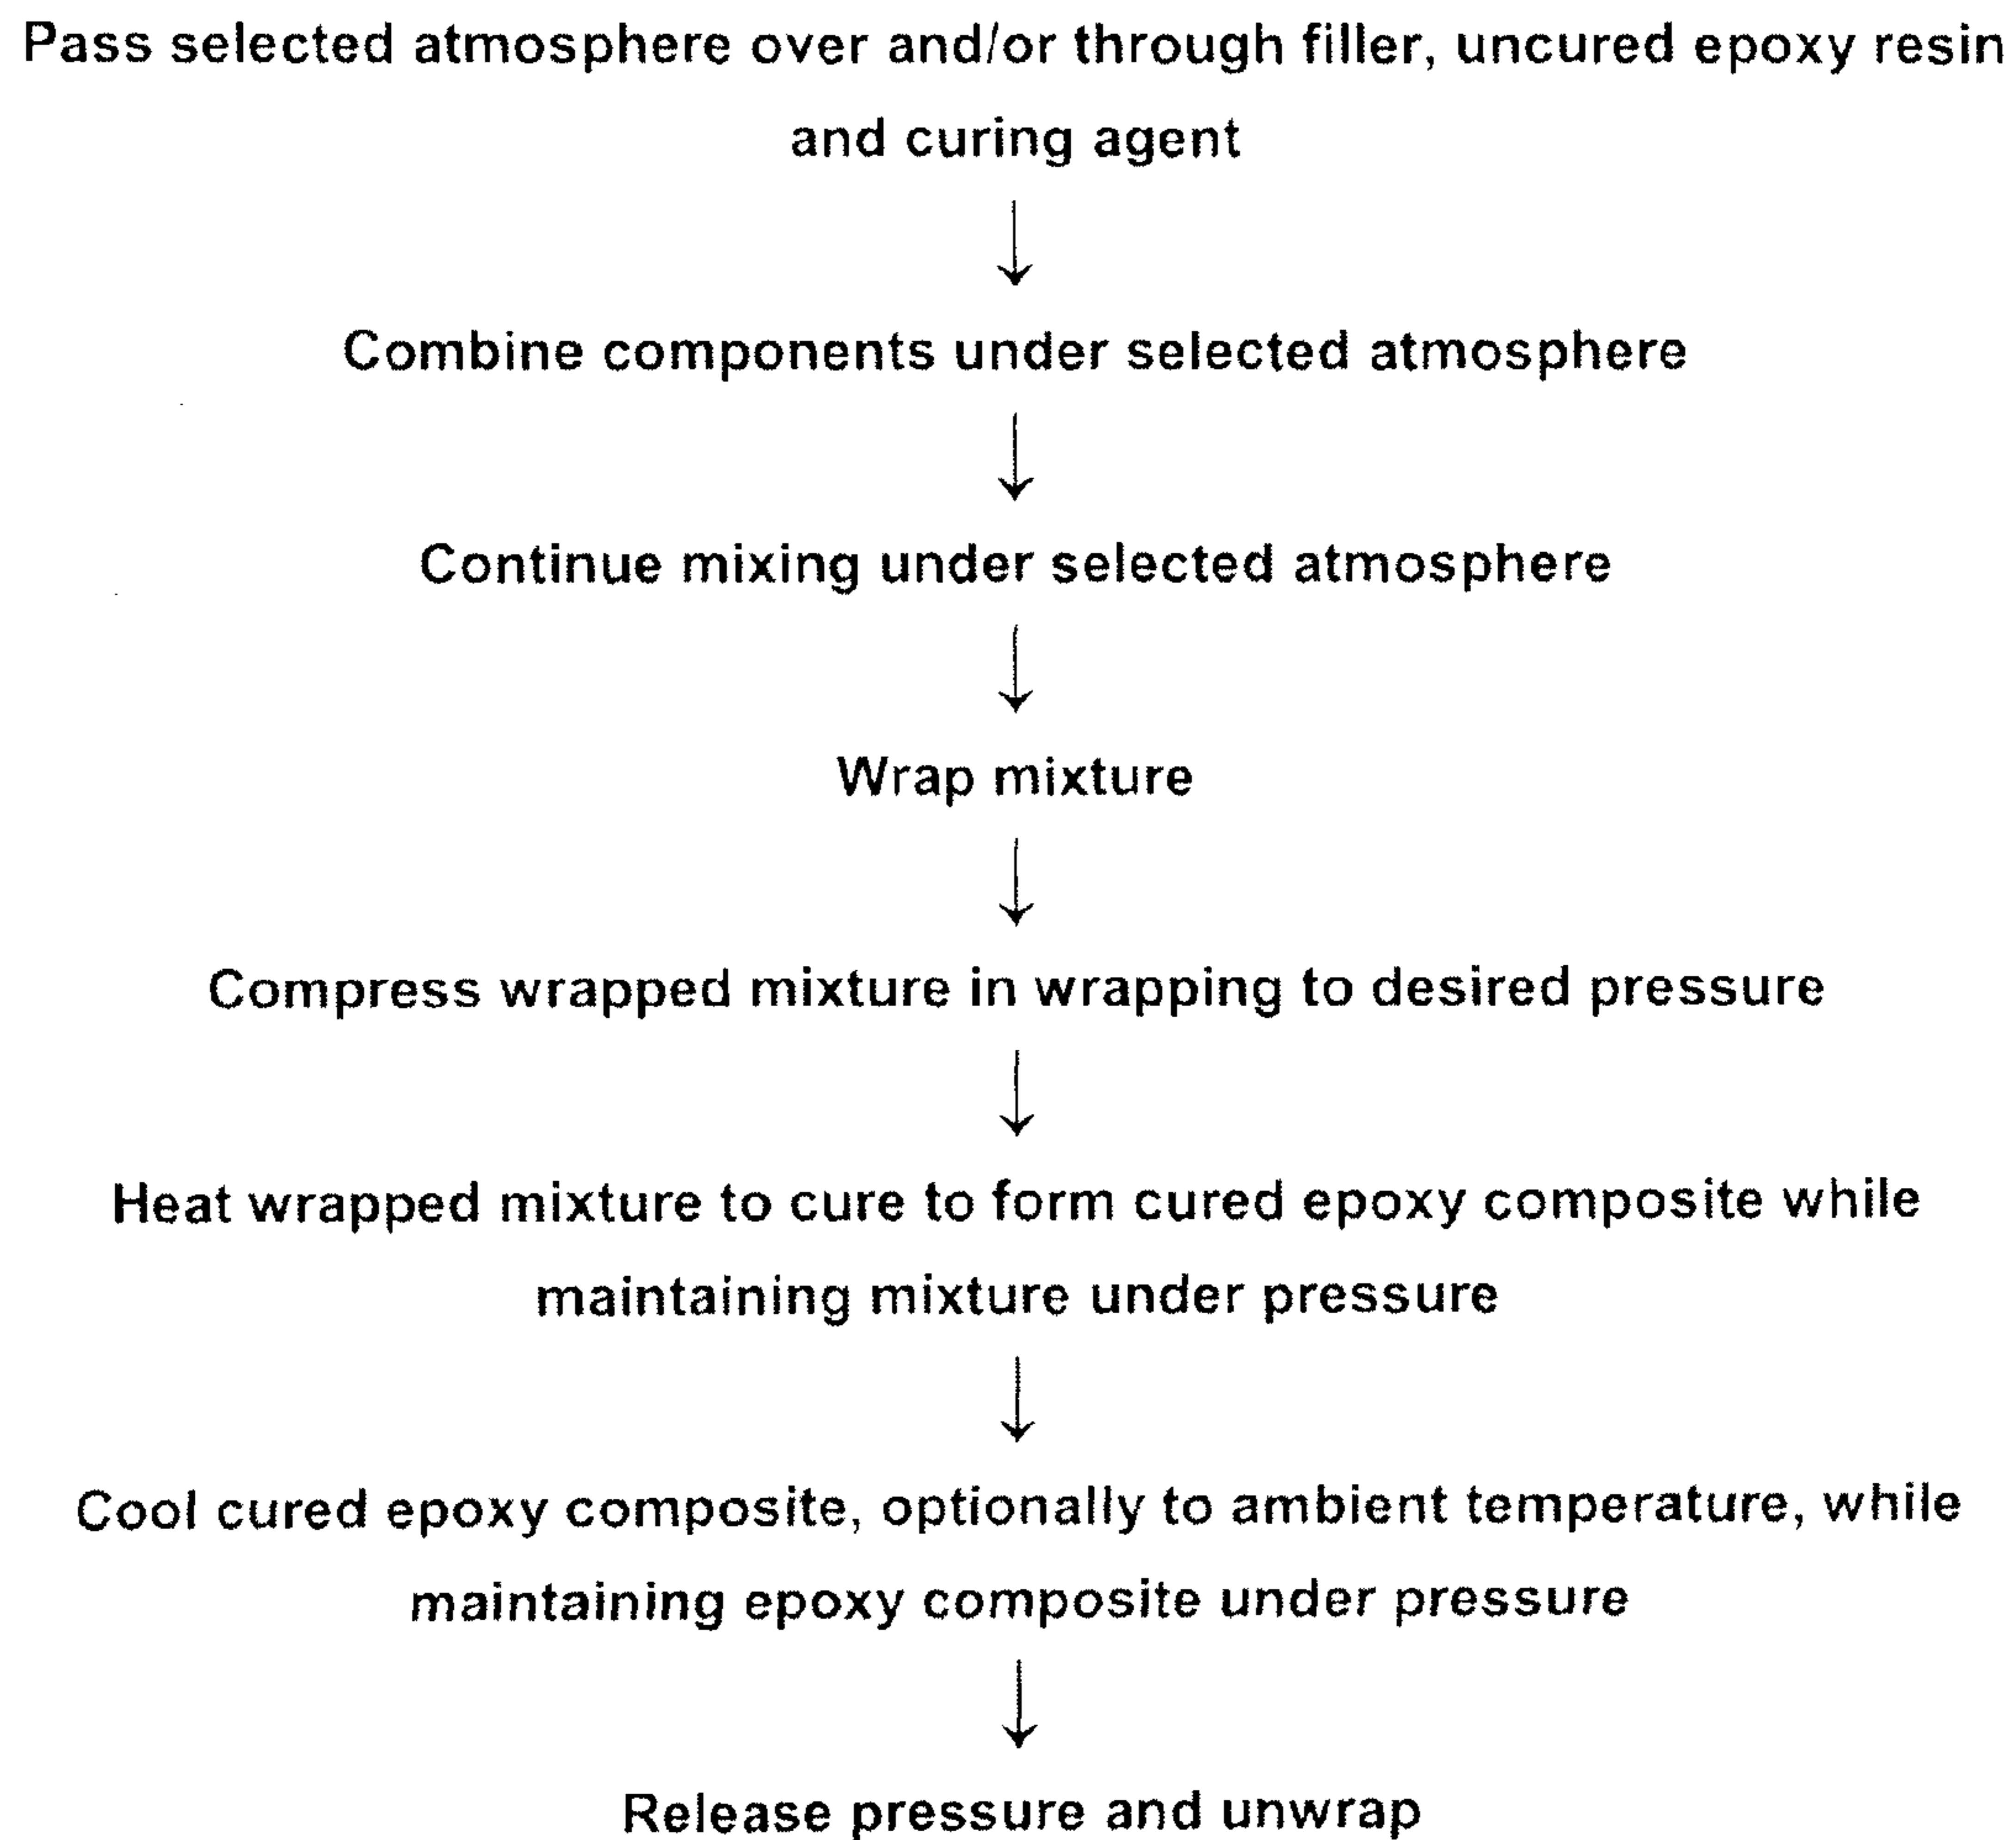 Pass selected atmosphere over and/or through filler, uncured epoxy resin
and curing agent
Combine components under selected atmosphere
Continue mixing under selected atmosphere
Wrap mixture
Compress wrapped mixture in wrapping to desired pressure
Heat wrapped mixture to cure to form cured epoxy composite while
maintaining mixture under pressure
Cool cured epoxy composite, optionally to ambient temperature, while
maintaining epoxy composite under pressure
Release pressure and unwrap